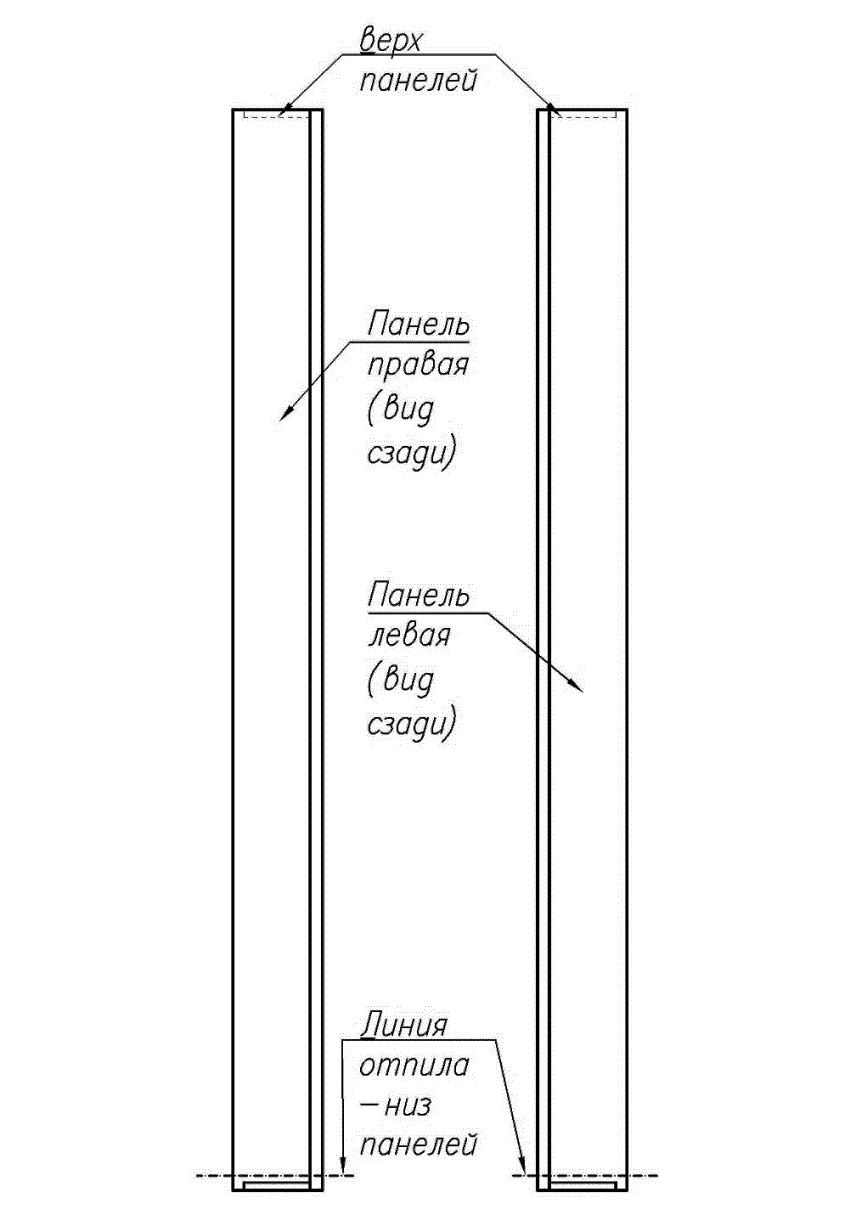 верх
панелей
Панель
правая
(вид
сзади)
Панель
левая
(вид
сзади)
Линия
отпила
-низ
панелей